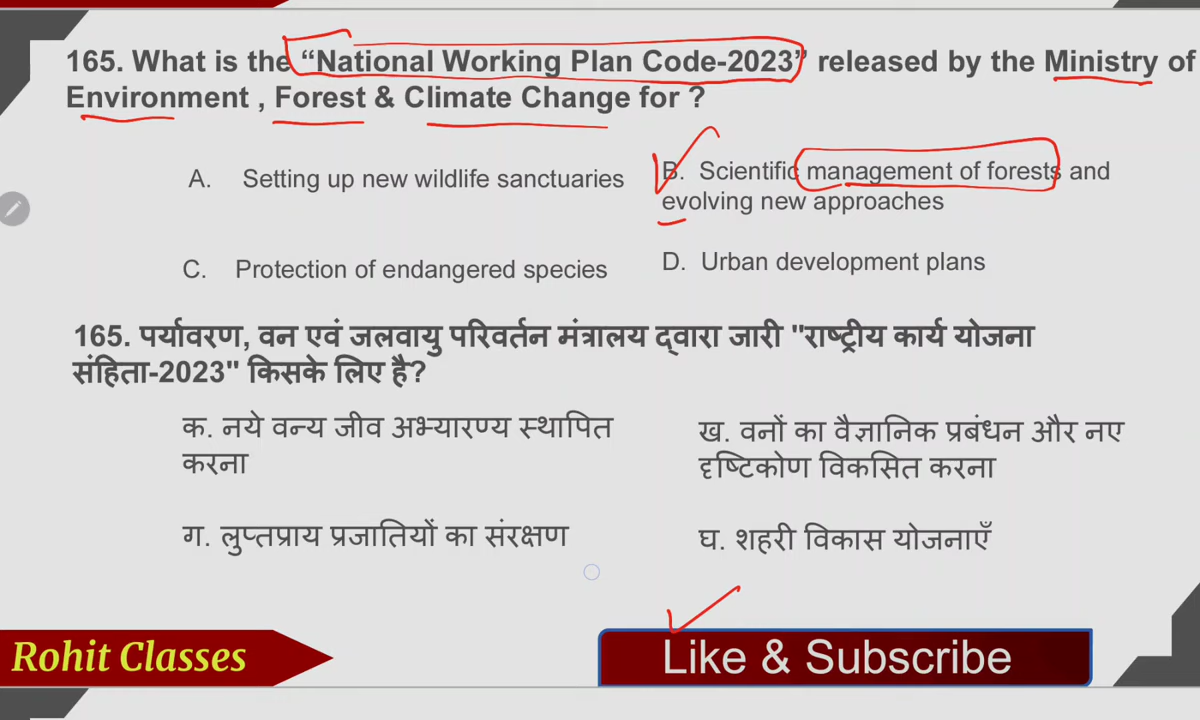 165. What is the “National Working Plan Code-2023” released by the Ministry of
Environment , Forest & Climate Change for ?
A. Setting up new wildlife sanctuaries
B. Scientific management of forests and
evolving new approaches
C. Protection of endangered species
D. Urban development plans
165. पर्यावरण, वन एवं जलवायु परिवर्तन मंत्रालय द्वारा जारी "राष्ट्रीय कार्य योजना
संहिता-2023" किसके लिए है?
क. नये वन्य जीव अभ्यारण्य स्थापित
करना
ख. वनों का वैज्ञानिक प्रबंधन और नए
दृष्टिकोण विकसित करना
ग. लुप्तप्राय प्रजातियों का संरक्षण
घ. शहरी विकास योजनाएँ
Rohit Classes
Like & Subscribe